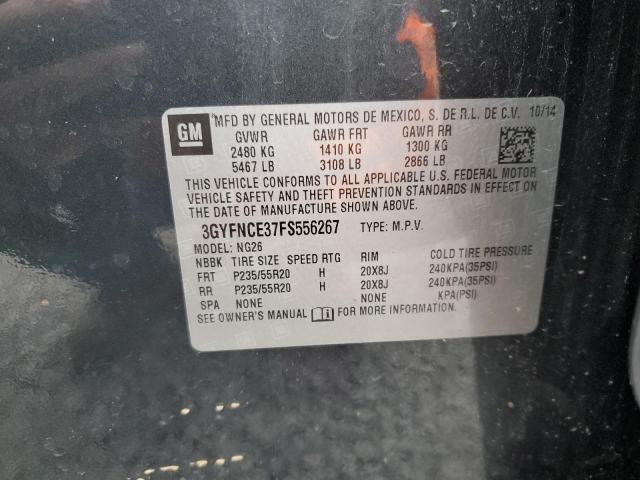 GM
MFD BY GENERAL MOTORS DE MEXICO, S. DE R.L. DE C.V. 10/14
GVWR GAWR FRT GAWR RR
2480 KG 1410 KG 1300 KG
5467 LB 3108 LB 2866 LB
THIS VEHICLE CONFORMS TO ALL APPLICABLE U.S. FEDERAL MOTOR
VEHICLE SAFETY AND THEFT PREVENTION STANDARDS IN EFFECT ON
THE DATE OF MANUFACTURE SHOWN ABOVE.
3GYFNCE37FS556267 TYPE: M.P.V.
MODEL: NG26
NBBK TIRE SIZE SPEED RTG RIM COLD TIRE PRESSURE
FRT P235/55R20 H 20X8J 240KPA(35PSI)
RR P235/55R20 H 20X8J 240KPA(35PSI)
SPA NONE NONE KPA(PSI)
SEE OWNER'S MANUAL FOR MORE INFORMATION.